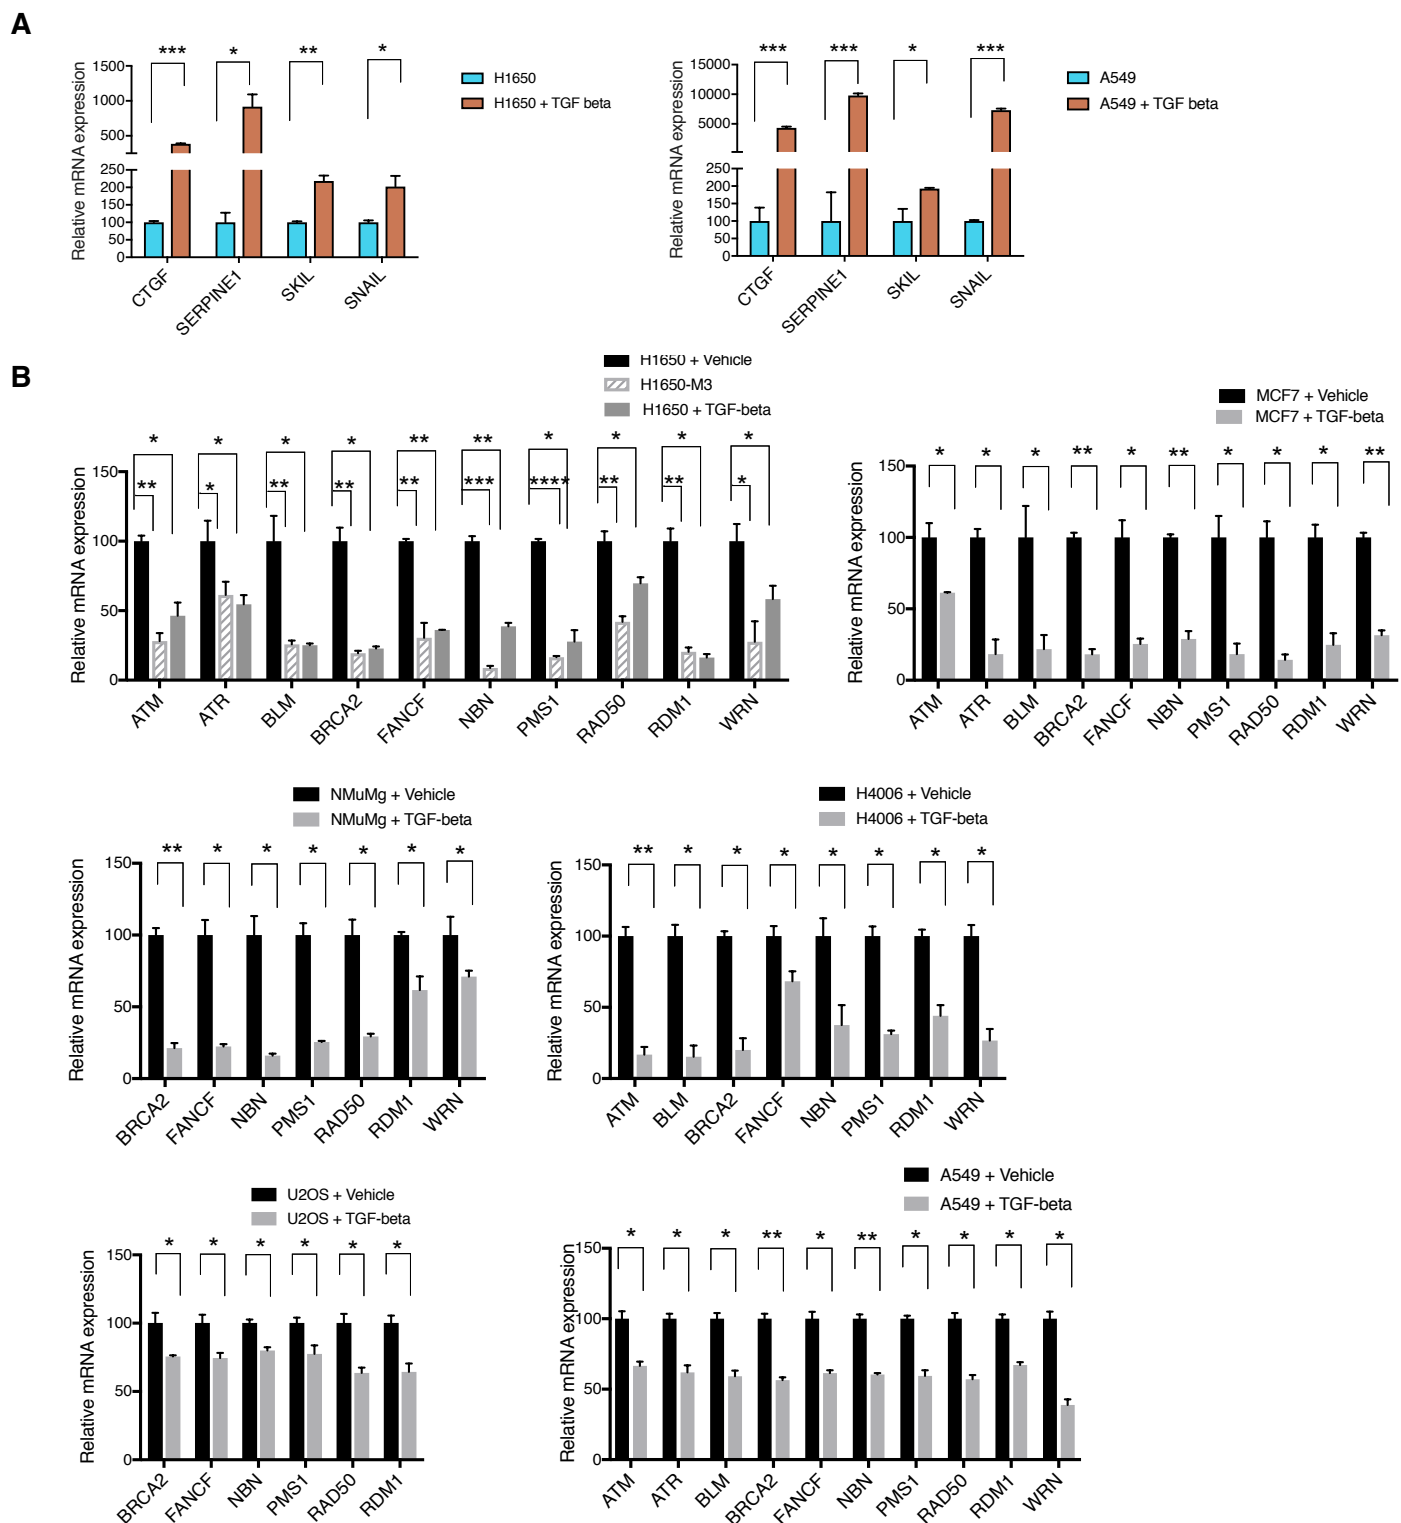 A
Relative mRNA expression
1500
1000
500
250
200
150
100
50
0
*** * ** *
CTGF SERPINE1 SKIL SNAIL
H1650
H1650 + TGF beta
Relative mRNA expression
15000
10000
5000
250
200
150
100
50
0
*** *** * ***
CTGF SERPINE1 SKIL SNAIL
A549
A549 + TGF beta
B
H1650 + Vehicle
H1650-M3
H1650 + TGF-beta
Relative mRNA expression
150
100
50
0
* * * * ** ** * * * *
** * ** ** ** *** **** ** ** *
ATM ATR BLM BRCA2 FANCF NBN PMS1 RAD50 RDM1 WRN
MCF7 + Vehicle
MCF7 + TGF-beta
Relative mRNA expression
150
100
50
0
* * * ** * ** * * * **
ATM ATR BLM BRCA2 FANCF NBN PMS1 RAD50 RDM1 WRN
NMuMg + Vehicle
NMuMg + TGF-beta
Relative mRNA expression
150
100
50
0
** * * * * * *
BRCA2 FANCF NBN PMS1 RAD50 RDM1 WRN
H4006 + Vehicle
H4006 + TGF-beta
Relative mRNA expression
150
100
50
0
** * * * * * * *
ATM BLM BRCA2 FANCF NBN PMS1 RDM1 WRN
U2OS + Vehicle
U2OS + TGF-beta
Relative mRNA expression
150
100
50
0
* * * * * *
BRCA2 FANCF NBN PMS1 RAD50 RDM1
A549 + Vehicle
A549 + TGF-beta
Relative mRNA expression
150
100
50
0
* * * ** * ** * * * *
ATM ATR BLM BRCA2 FANCF NBN PMS1 RAD50 RDM1 WRN